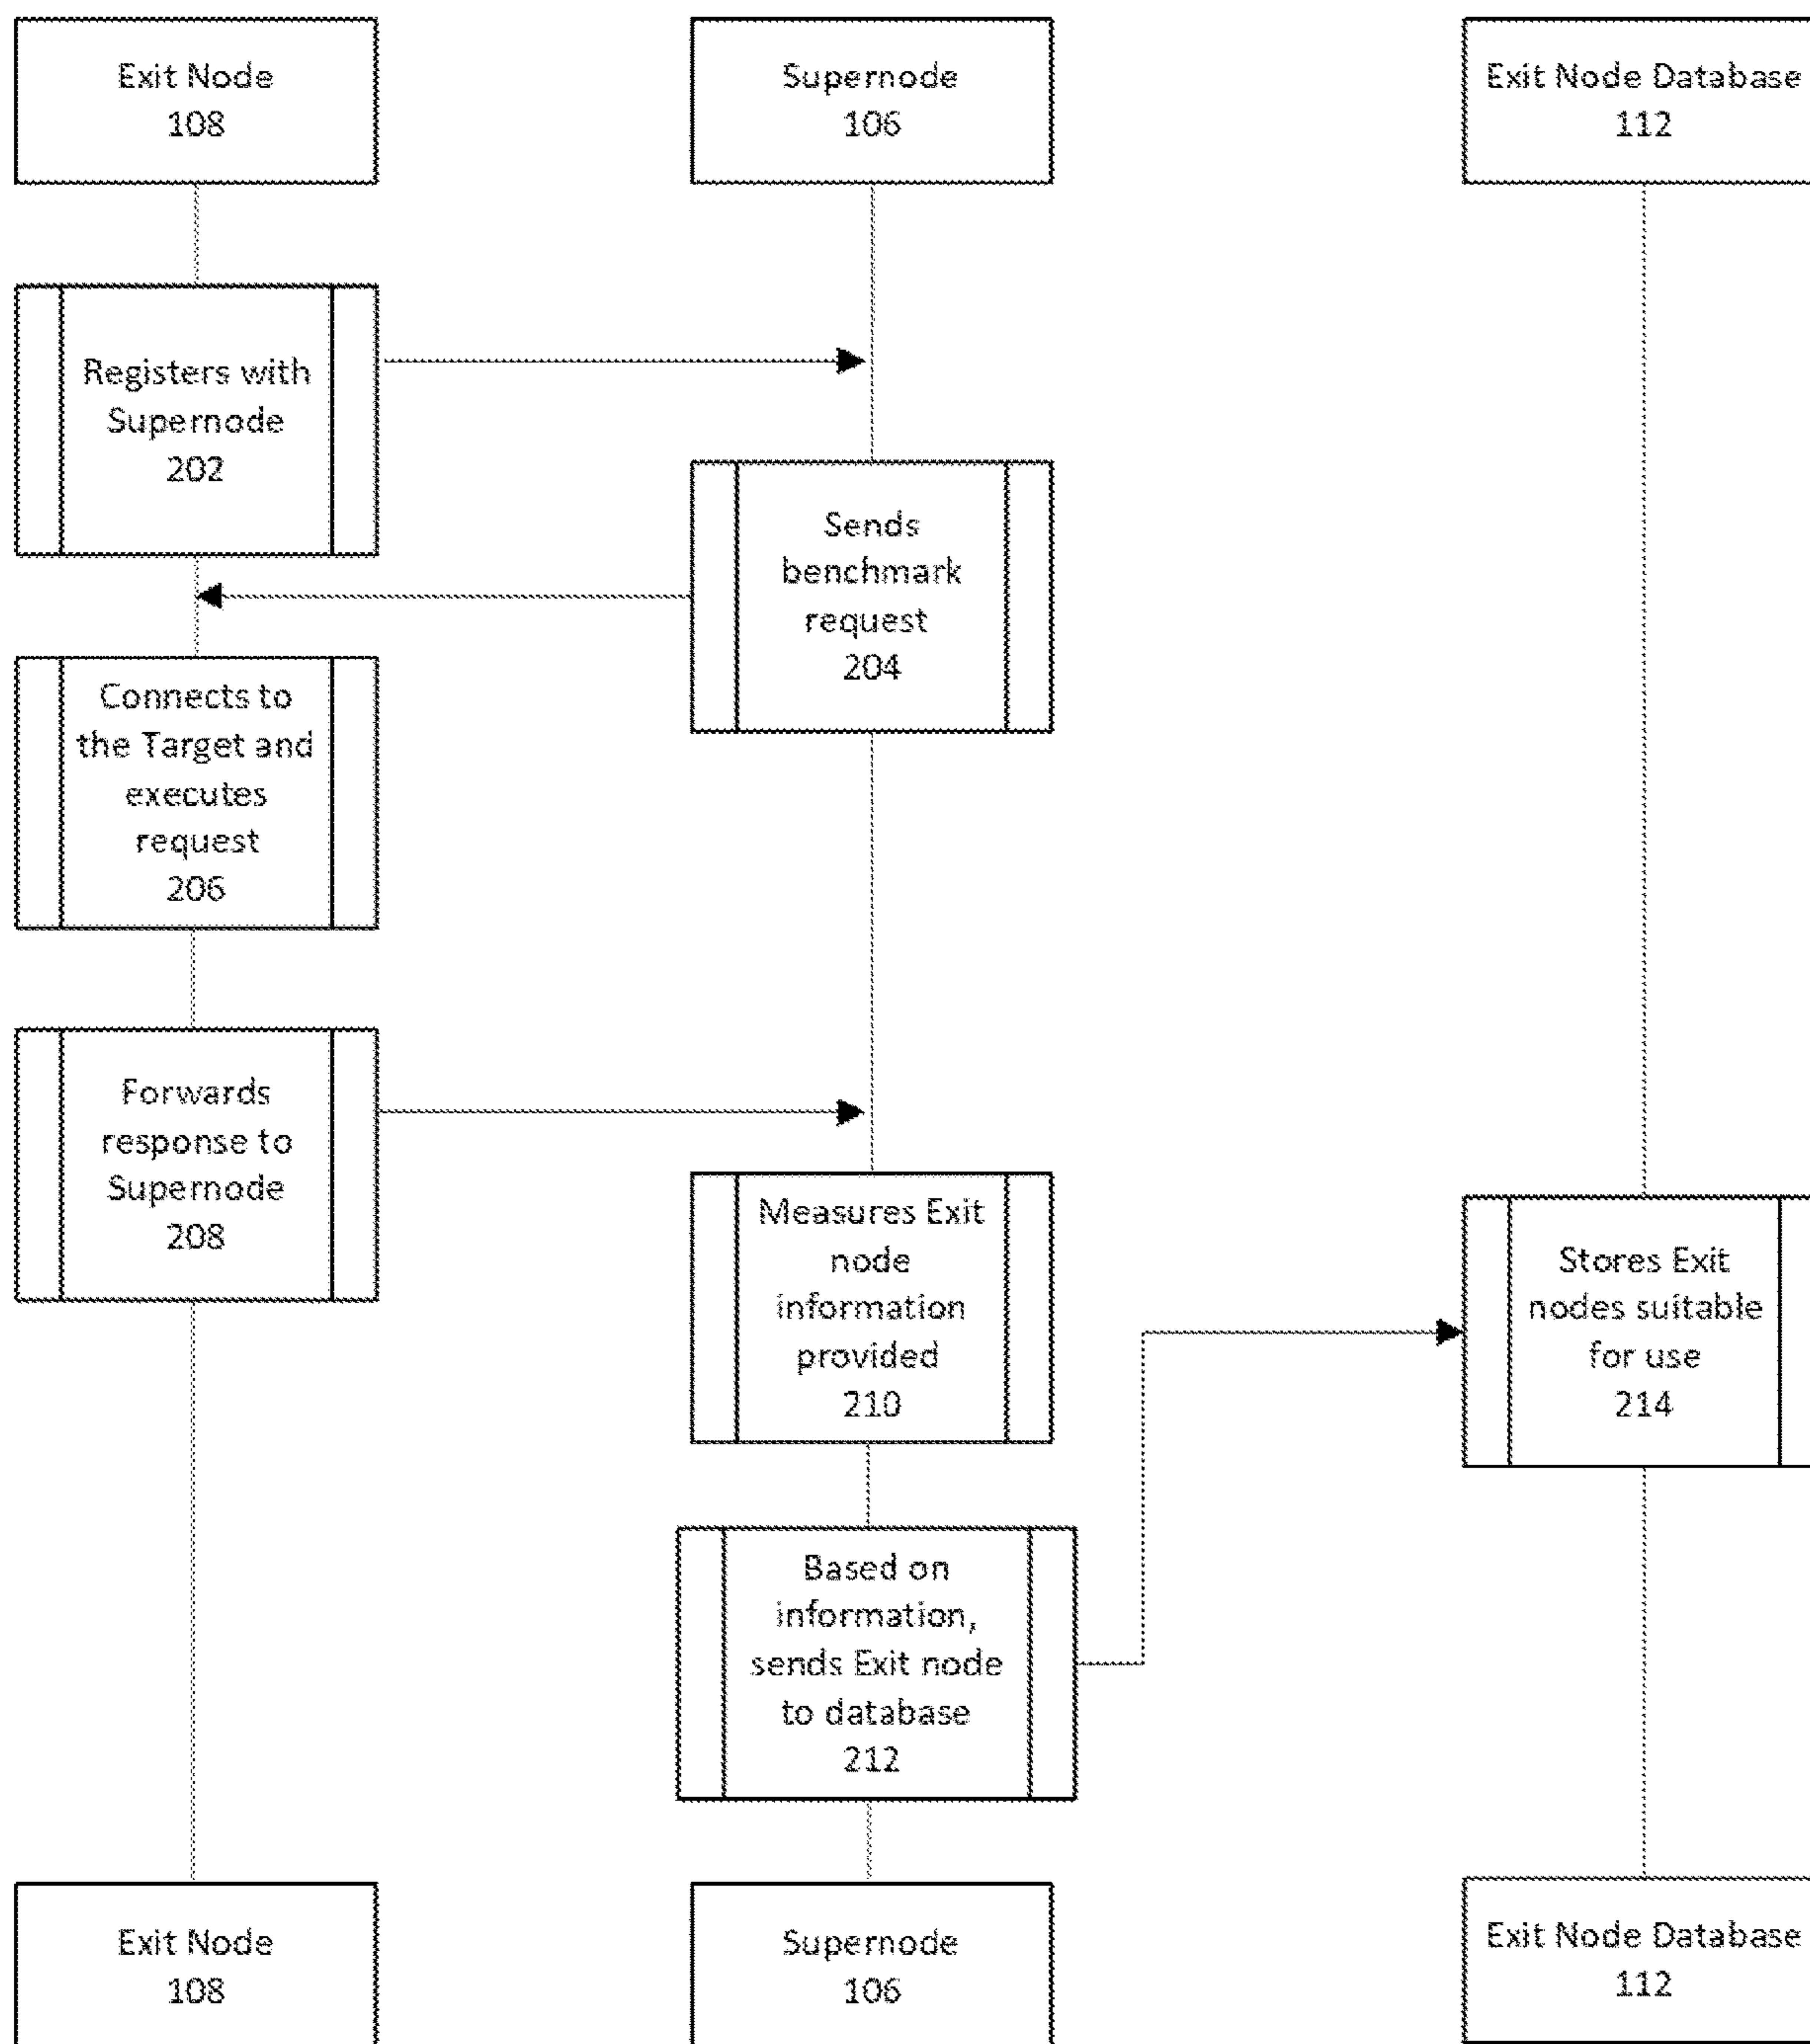 Exit Node
108
Supernode
106
Exit Node Database
112
Registers with
Supernode
202
Sends
benchmark
request
204
Connects to
the Target and
executes
request
206
Forwards
response to
Supernode
208
Measures Exit
node
information
provided
210
Stores Exit
nodes suitable
for use
214
Based on
information,
sends Exit node
to database
212
Exit Node
108
Supernode
106
Exit Node Database
112